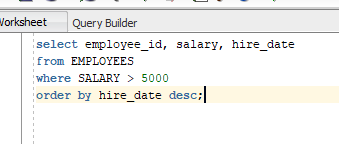 Worksheet Query Builder
select employee_id, salary, hire_date
from EMPLOYEES
where SALARY > 5000
order by hire_date desc;